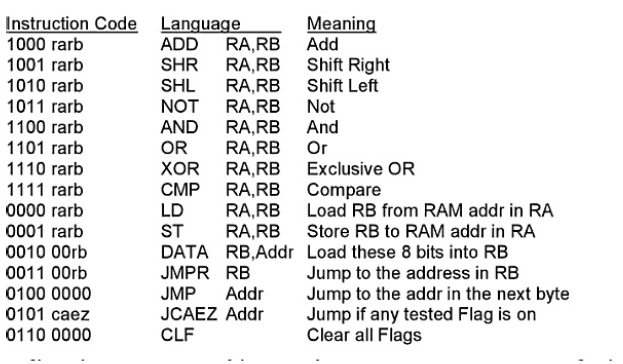 Instruction Code Language Meaning
1000 rarb ADD RA,RB Add
1001 rarb SHR RA,RB Shift Right
1010 rarb SHL RA,RB Shift Left
1011 rarb NOT RA,RB Not
1100 rarb AND RA,RB And
1101 rarb OR RA,RB Or
1110 rarb XOR RA,RB Exclusive OR
1111 rarb CMP RA,RB Compare
0000 rarb LD RA,RB Load RB from RAM addr in RA
0001 rarb ST RA,RB Store RB to RAM addr in RA
0010 00rb DATA RB,Addr Load these 8 bits into RB
0011 00rb JMPR RB Jump to the address in RB
0100 0000 JMP Addr Jump to the addr in the next byte
0101 caez JCAEZ Addr Jump if any tested Flag is on
0110 0000 CLF Clear all Flags